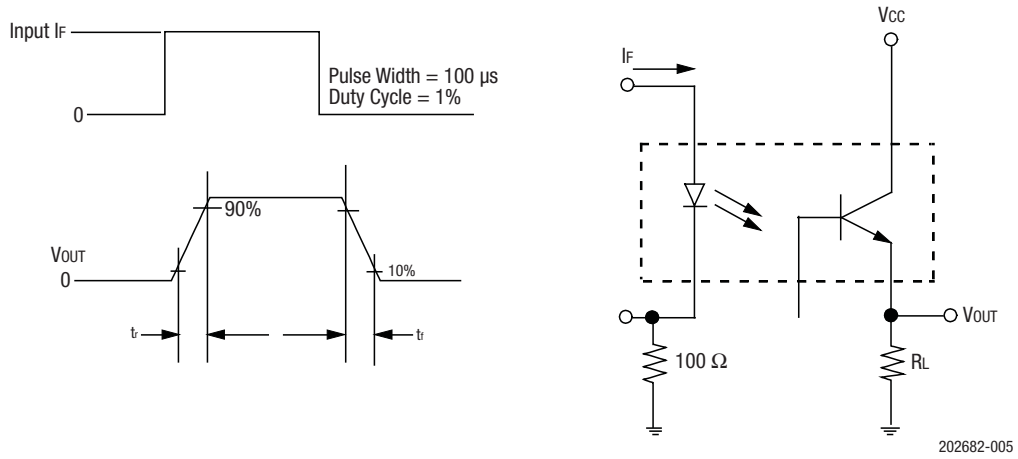 Input IF
0
Pulse Width = 100 µs
Duty Cycle = 1%
90%
VOUT
0
10%
tr
tf
VCC
IF
VOUT
100 Ω
RL
202682-005